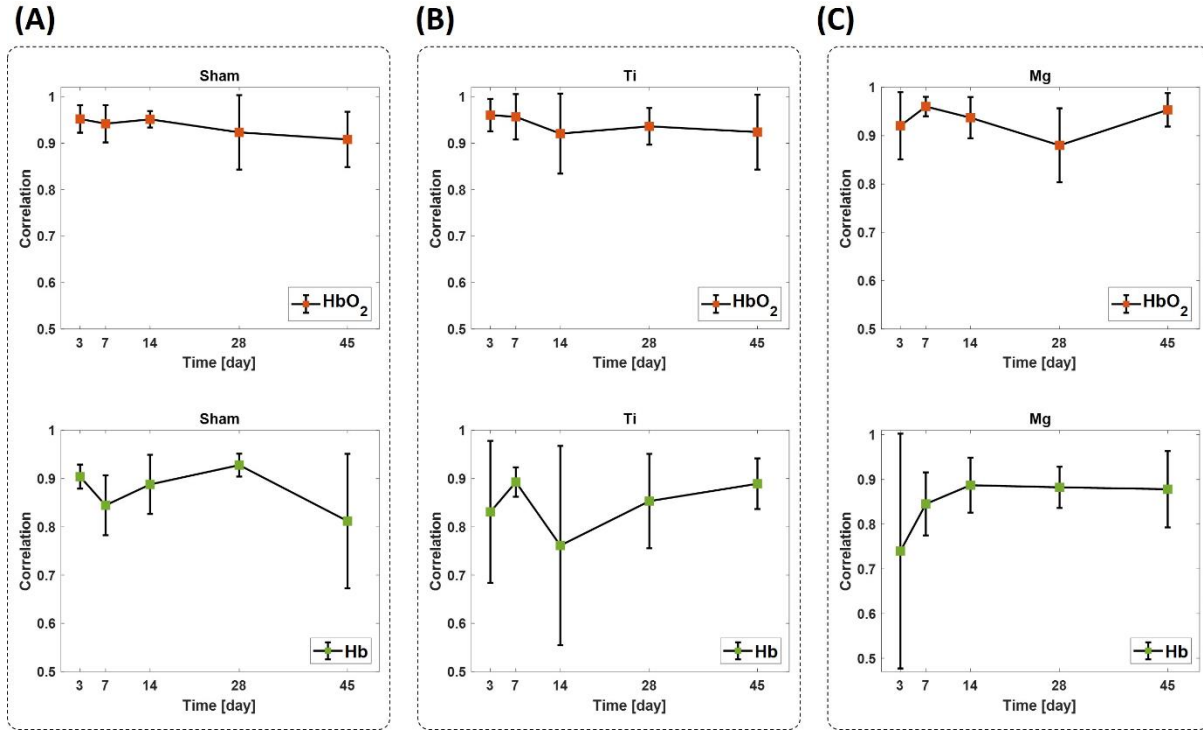 (A)
Sham
1
0.9
0.8
0.7
0.6
0.5
Correlation
HbO2
3 7 14 28 45
Time [day]
Sham
1
0.9
0.8
0.7
0.6
0.5
Correlation
Hb
3 7 14 28 45
Time [day]
(B)
Ti
1
0.9
0.8
0.7
0.6
0.5
Correlation
HbO2
3 7 14 28 45
Time [day]
Ti
1
0.9
0.8
0.7
0.6
0.5
Correlation
Hb
3 7 14 28 45
Time [day]
(C)
Mg
1
0.9
0.8
0.7
0.6
0.5
Correlation
HbO2
3 7 14 28 45
Time [day]
Mg
1
0.9
0.8
0.7
0.6
0.5
Correlation
Hb
3 7 14 28 45
Time [day]